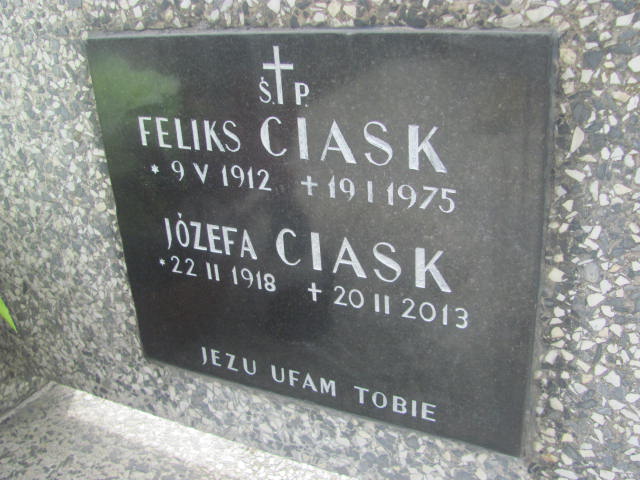 Ś. P.
FELIKS CIASK
* 9 V 1912 + 19 I 1975
JÓZEFA CIASK
* 22 II 1918 + 20 II 2013
JEZU UFAM TOBIE